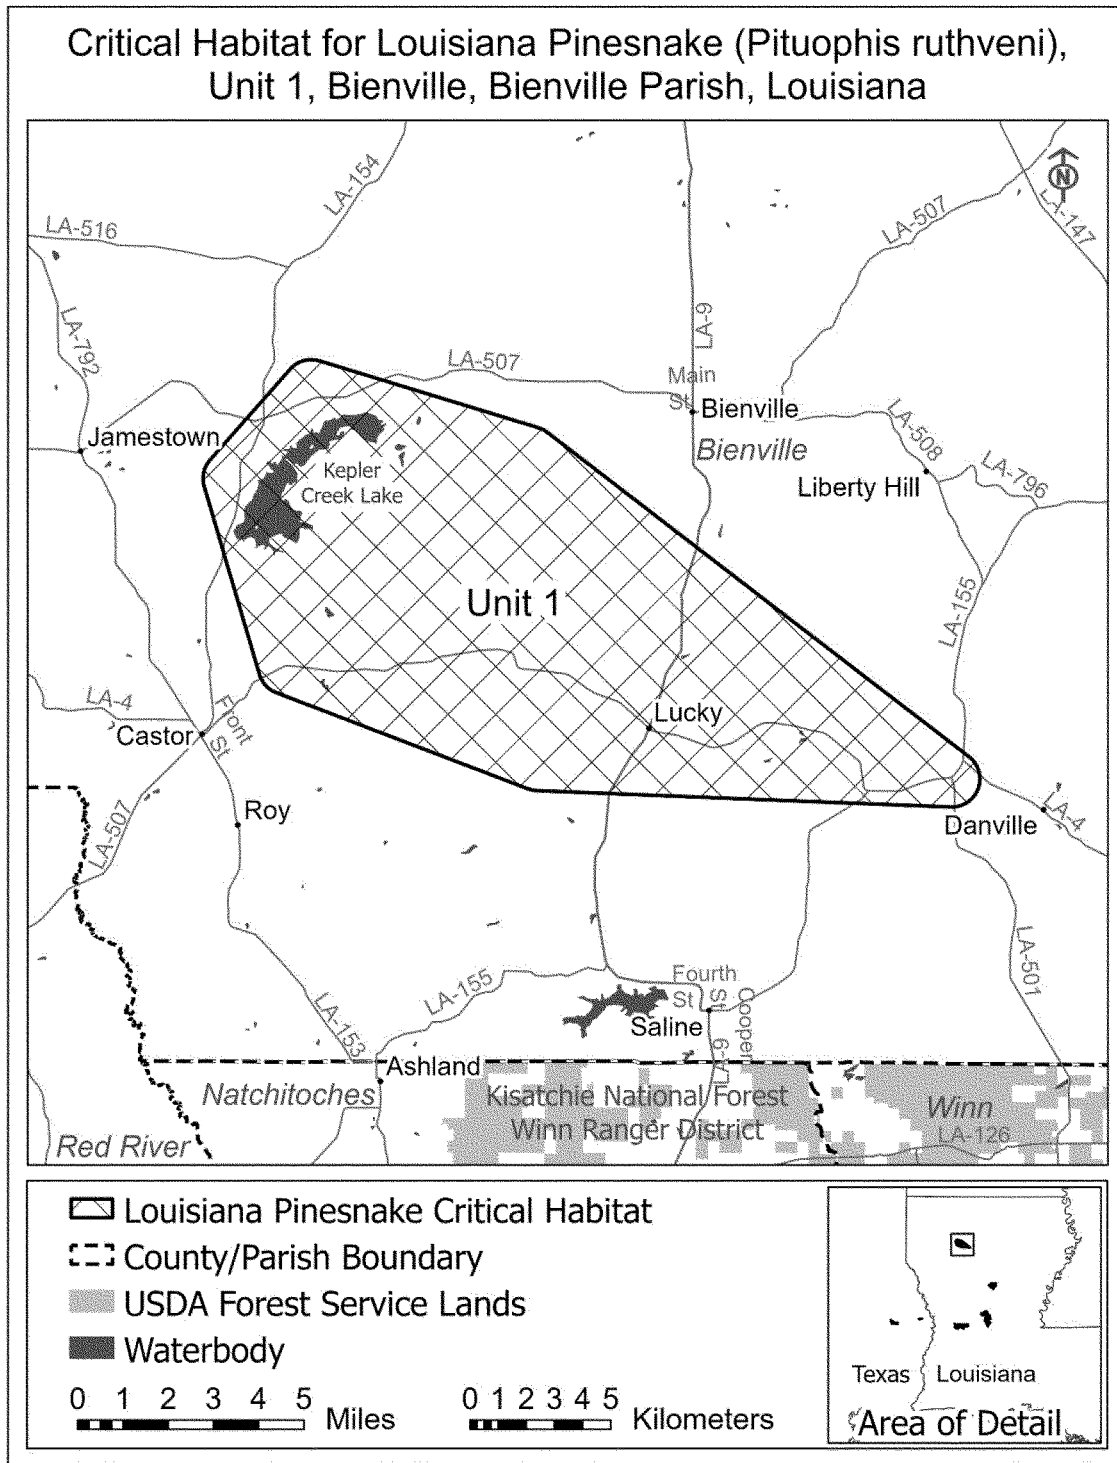 Critical Habitat for Louisiana Pinesnake (Pituophis ruthveni),
Unit 1, Bienville, Bienville Parish, Louisiana
LA-154
N
LA-516
LA-507
LA-147
LA-792
LA-9
LA-507
Main
St
Bienville
Jamestown
Bienville
LA-508
Kepler
Creek Lake
Liberty Hill
LA-796
Unit 1
LA-155
LA-4
Front
St
Lucky
Castor
Roy
LA-507
LA-4
Danville
LA-155
Fourth
St
St
Cooper
LA-501
LA-153
Saline
LA-9
Ashland
Natchitoches
Kisatchie National Forest
Winn Ranger District
Winn
LA-126
Red River
Louisiana Pinesnake Critical Habitat
County/Parish Boundary
USDA Forest Service Lands
Waterbody
0 1 2 3 4 5
Miles
0 1 2 3 4 5
Kilometers
Texas
Louisiana
Area of Detail